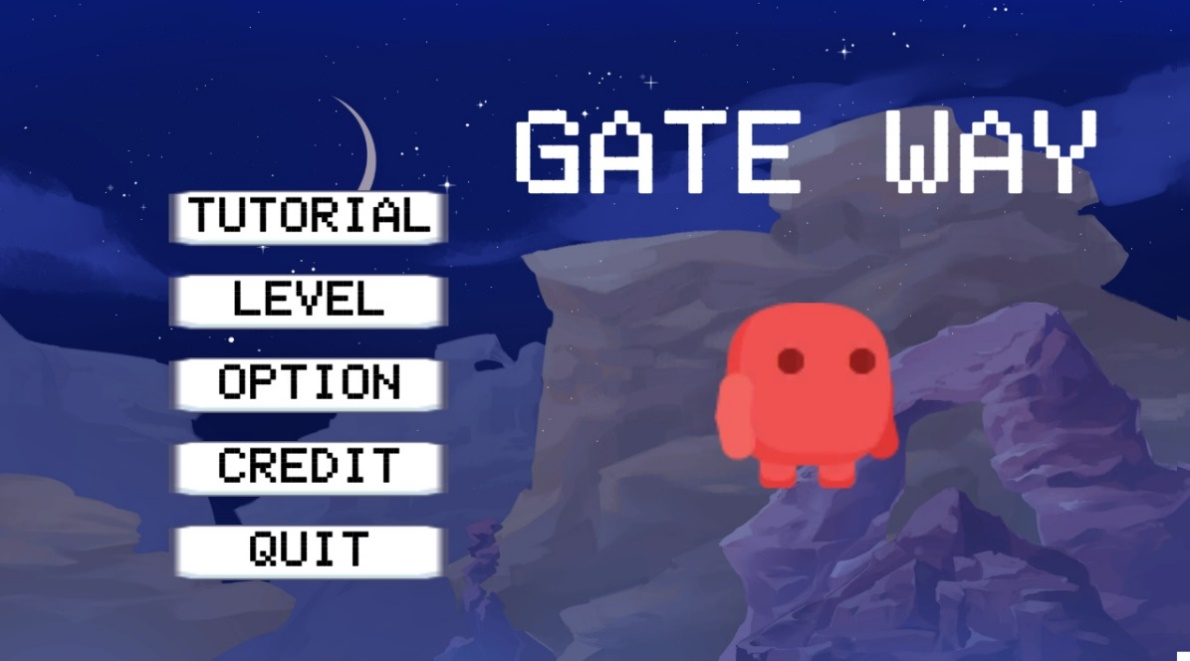 GATE WAY
TUTORIAL
LEVEL
OPTION
CREDIT
QUIT